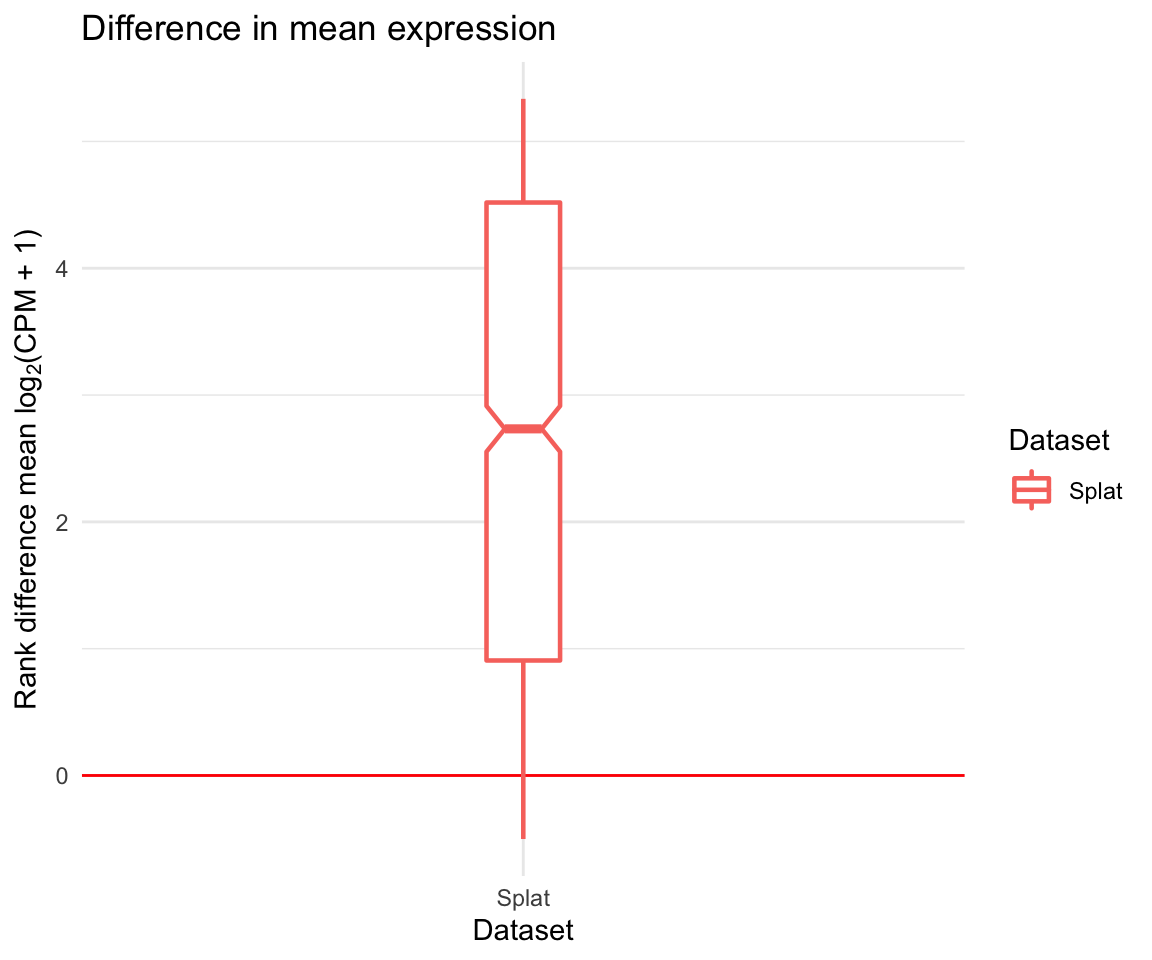 Difference in mean expression
Rank difference mean log₂(CPM + 1)
4
2
0
Splat
Dataset
Dataset
Splat